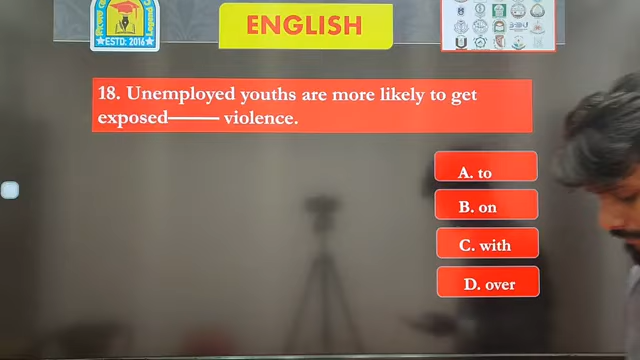 ESTD: 2016
ENGLISH
18. Unemployed youths are more likely to get
exposed——— violence.
A. to
B. on
C. with
D. over